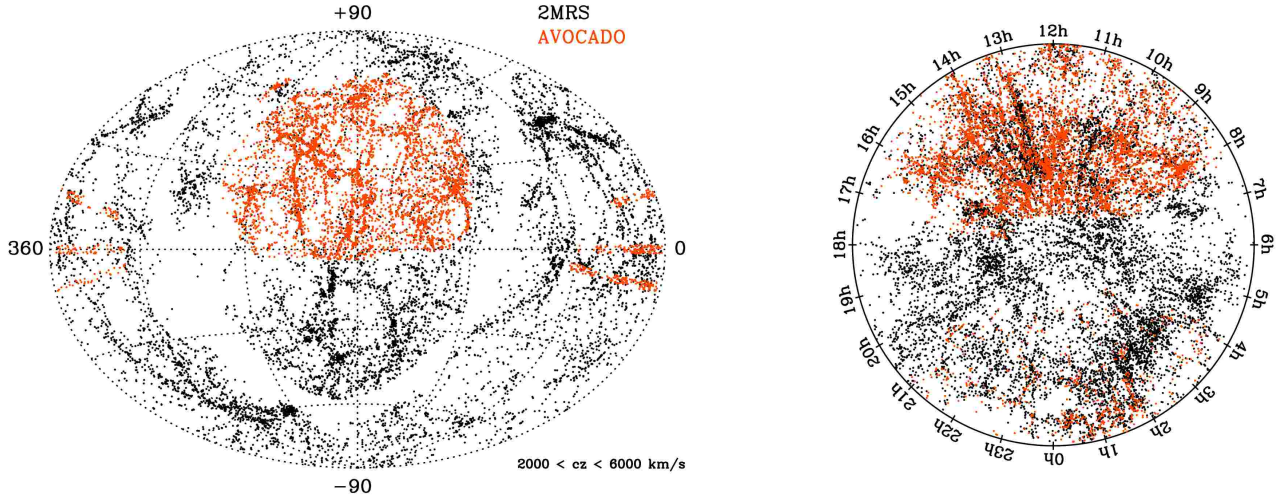 +90
2MRS
AVOCADO
360
0
-90
2000 < cz < 6000 km/s
12h
11h
10h
9h
8h
7h
6h
5h
4h
3h
2h
1h
0h
23h
22h
21h
20h
19h
18h
17h
16h
15h
14h
13h